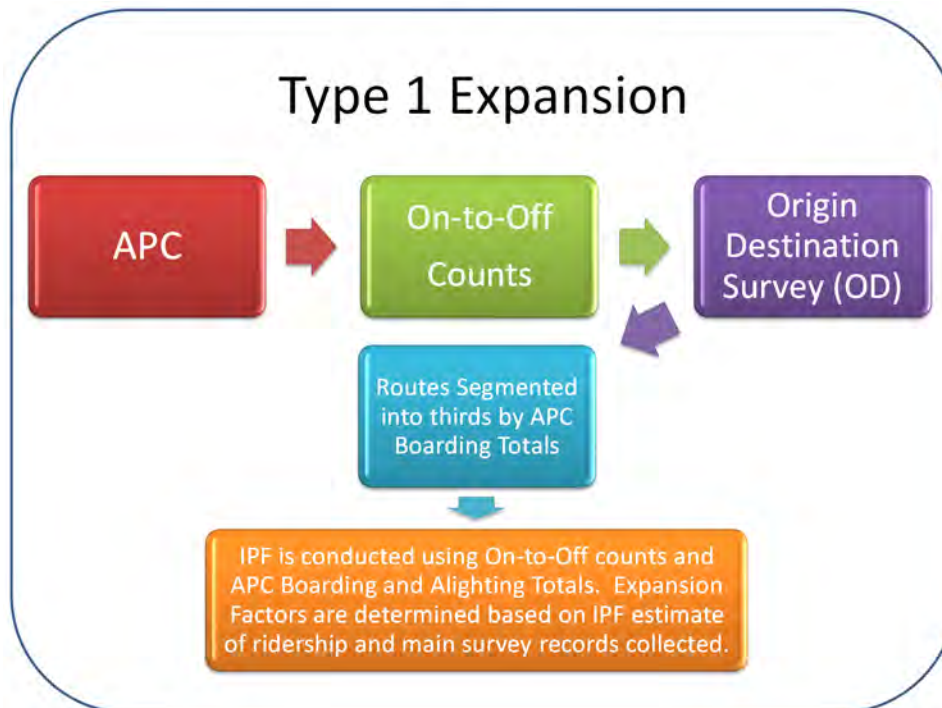 Type 1 Expansion
APC
On-to-Off
Counts
Origin
Destination
Survey (OD)
Routes Segmented
into thirds by APC
Boarding Totals
IPF is conducted using On-to-Off counts and
APC Boarding and Alighting Totals.  Expansion
Factors are determined based on IPF estimate
of ridership and main survey records collected.